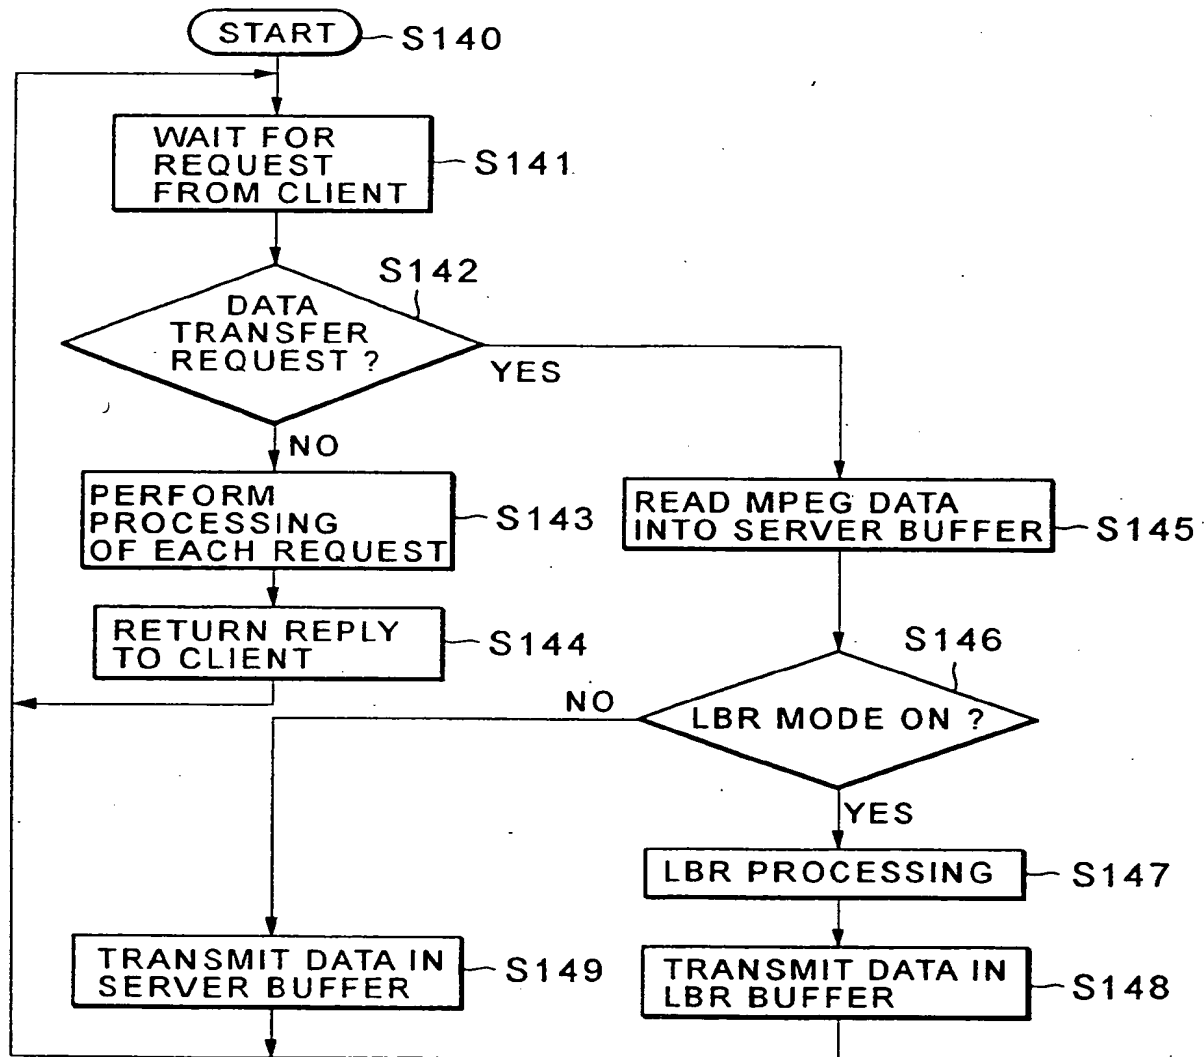 START
S140
WAIT FOR
REQUEST
FROM CLIENT
S141
S142
DATA
TRANSFER
REQUEST ?
YES
NO
PERFORM
PROCESSING
OF EACH REQUEST
S143
READ MPEG DATA
INTO SERVER BUFFER
S145
RETURN REPLY
TO CLIENT
S144
S146
NO
LBR MODE ON ?
YES
LBR PROCESSING
S147
TRANSMIT DATA IN
SERVER BUFFER
S149
TRANSMIT DATA IN
LBR BUFFER
S148